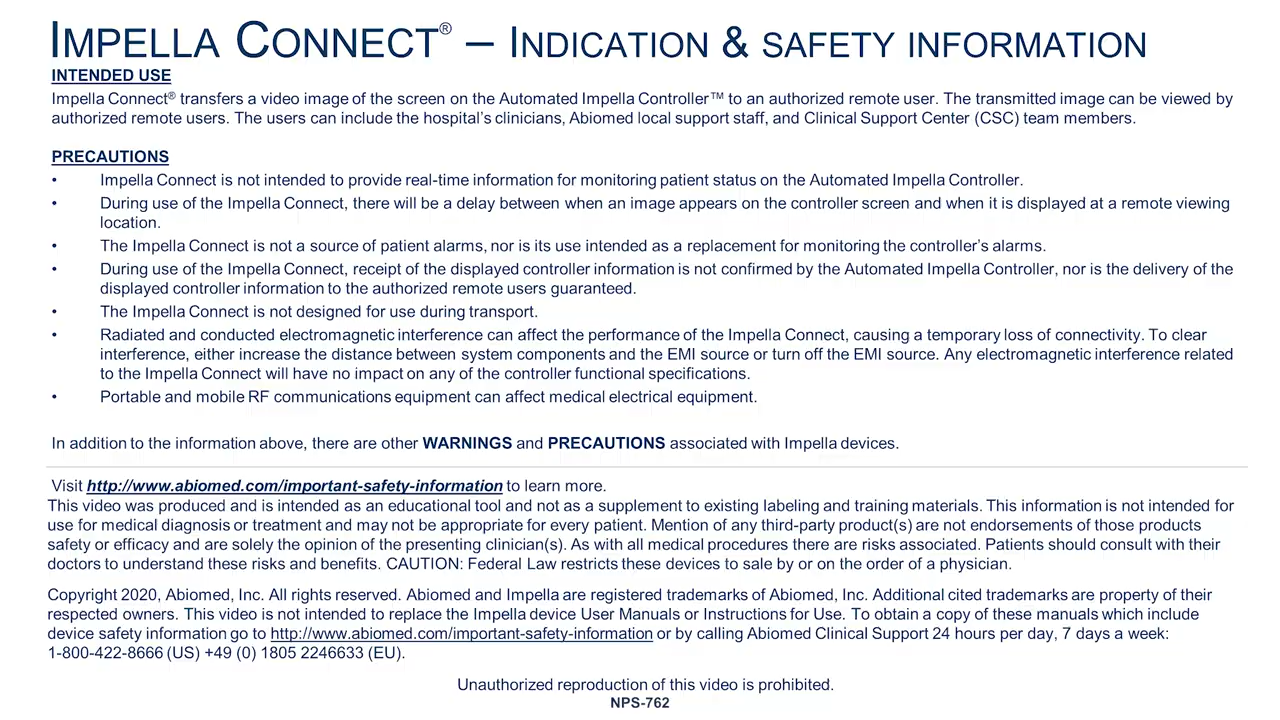 IMPELLA CONNECT® – INDICATION & SAFETY INFORMATION
INTENDED USE
Impella Connect® transfers a video image of the screen on the Automated Impella Controller™ to an authorized remote user. The transmitted image can be viewed by
authorized remote users. The users can include the hospital's clinicians, Abiomed local support staff, and Clinical Support Center (CSC) team members.
PRECAUTIONS
• Impella Connect is not intended to provide real-time information for monitoring patient status on the Automated Impella Controller.
• During use of the Impella Connect, there will be a delay between when an image appears on the controller screen and when it is displayed at a remote viewing
location.
• The Impella Connect is not a source of patient alarms, nor is its use intended as a replacement for monitoring the controller's alarms.
• During use of the Impella Connect, receipt of the displayed controller information is not confirmed by the Automated Impella Controller, nor is the delivery of the
displayed controller information to the authorized remote users guaranteed.
• The Impella Connect is not designed for use during transport.
• Radiated and conducted electromagnetic interference can affect the performance of the Impella Connect, causing a temporary loss of connectivity. To clear
interference, either increase the distance between system components and the EMI source or turn off the EMI source. Any electromagnetic interference related
to the Impella Connect will have no impact on any of the controller functional specifications.
• Portable and mobile RF communications equipment can affect medical electrical equipment.
In addition to the information above, there are other WARNINGS and PRECAUTIONS associated with Impella devices.
Visit http://www.abiomed.com/important-safety-information to learn more.
This video was produced and is intended as an educational tool and not as a supplement to existing labeling and training materials. This information is not intended for
use for medical diagnosis or treatment and may not be appropriate for every patient. Mention of any third-party product(s) are not endorsements of those products
safety or efficacy and are solely the opinion of the presenting clinician(s). As with all medical procedures there are risks associated. Patients should consult with their
doctors to understand these risks and benefits. CAUTION: Federal Law restricts these devices to sale by or on the order of a physician.
Copyright 2020, Abiomed, Inc. All rights reserved. Abiomed and Impella are registered trademarks of Abiomed, Inc. Additional cited trademarks are property of their
respected owners. This video is not intended to replace the Impella device User Manuals or Instructions for Use. To obtain a copy of these manuals which include
device safety information go to http://www.abiomed.com/important-safety-information or by calling Abiomed Clinical Support 24 hours per day, 7 days a week:
1-800-422-8666 (US) +49 (0) 1805 2246633 (EU).
Unauthorized reproduction of this video is prohibited.
NPS-762